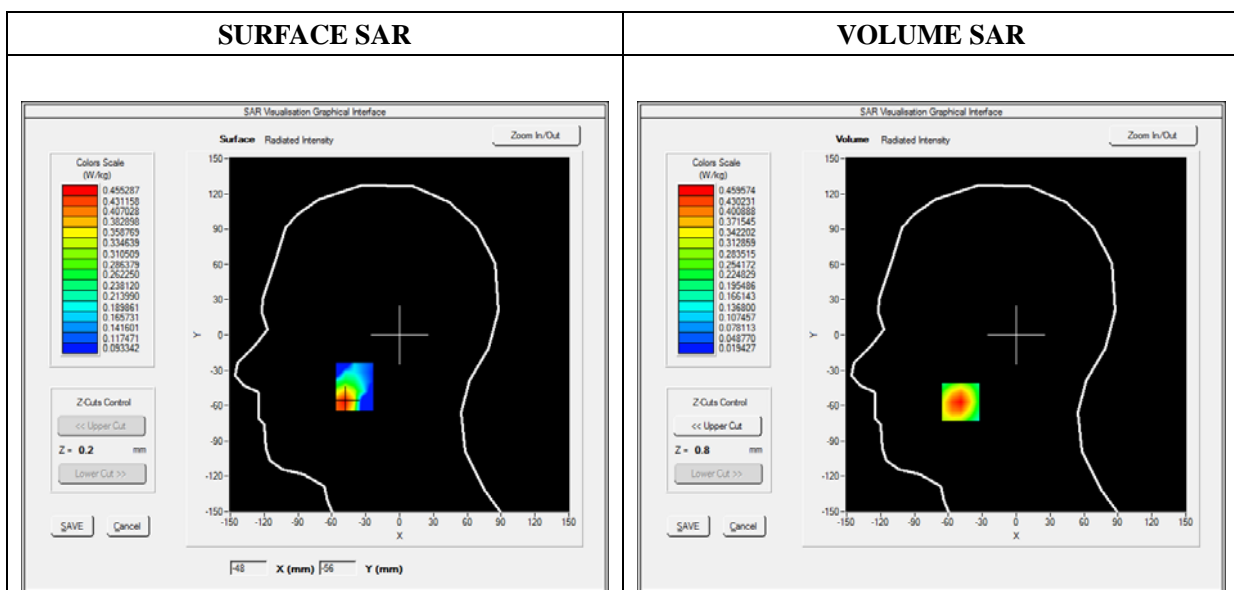 SURFACE SAR
VOLUME SAR
SAR Visualisation Graphical Interface
Surface Radiated Intensity
Zoom In/Out
Colors Scale
(W/kg)
0.455287
0.431158
0.407028
0.382898
0.358769
0.334639
0.310509
0.286379
0.262250
0.238120
0.213990
0.189861
0.165731
0.141601
0.117471
0.093342
Z-Cuts Control
<< Upper Cut
Z = 0.2 mm
Lower Cut >>
SAVE Cancel
150
120
90
60
30
0
-30
-60
-90
-120
-150
Y
-150 -120 -90 -60 -30 0 30 60 90 120 150
X
-48 X (mm) -56 Y (mm)
SAR Visualisation Graphical Interface
Volume Radiated Intensity
Zoom In/Out
Colors Scale
(W/kg)
0.459574
0.430231
0.400888
0.371545
0.342202
0.312859
0.283515
0.254172
0.224829
0.195486
0.166143
0.136800
0.107457
0.078113
0.048770
0.019427
Z-Cuts Control
<< Upper Cut
Z = 0.8 mm
Lower Cut >>
SAVE Cancel
150
120
90
60
30
0
-30
-60
-90
-120
-150
Y
-150 -120 -90 -60 -30 0 30 60 90 120 150
X